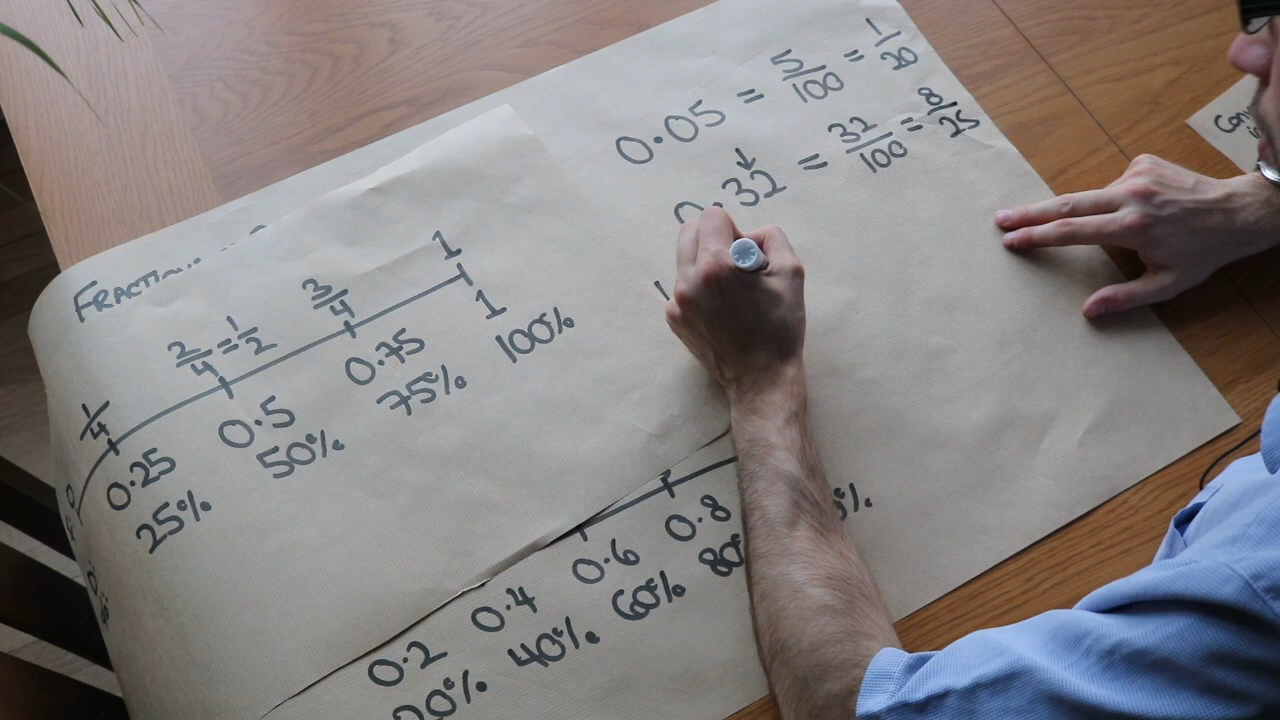 0.05 = 5/100 = 1/20
0.32 = 32/100 = 8/25
1/4 2/4=1/2 3/4 1
0.25 0.5 0.75 1
25% 50% 75% 100%
0.2 0.4 0.6 0.8
20% 40% 60% 80%